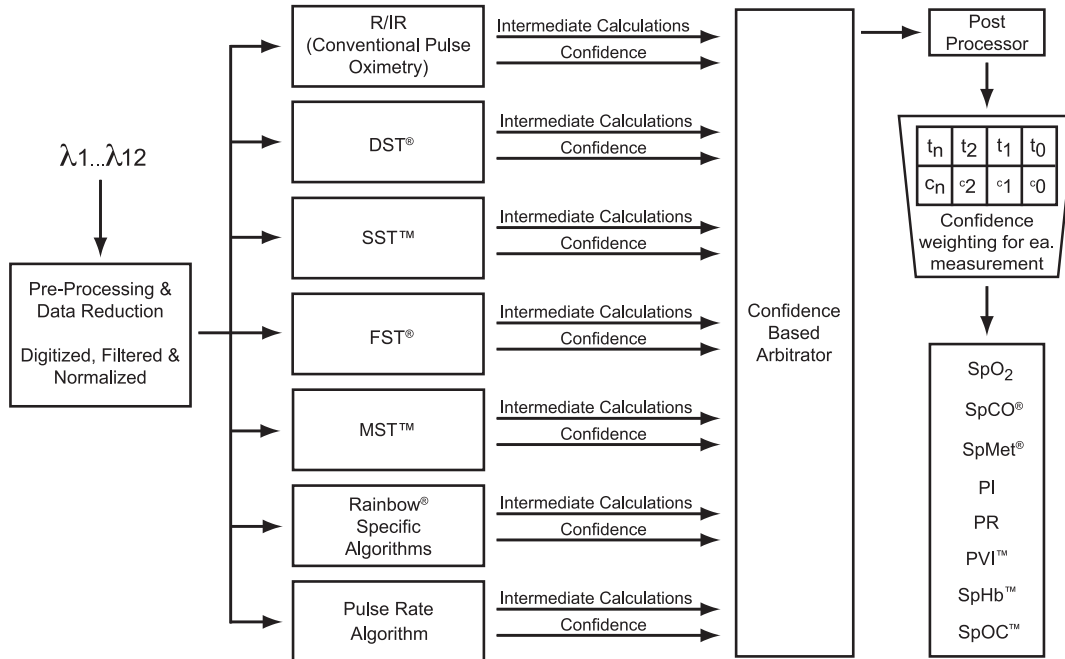 λ1...λ12
Pre-Processing &
Data Reduction
Digitized, Filtered &
Normalized
R/IR
(Conventional Pulse
Oximetry)
Intermediate Calculations
Confidence
DST®
Intermediate Calculations
Confidence
SST™
Intermediate Calculations
Confidence
FST®
Intermediate Calculations
Confidence
MST™
Intermediate Calculations
Confidence
Rainbow®
Specific
Algorithms
Intermediate Calculations
Confidence
Pulse Rate
Algorithm
Intermediate Calculations
Confidence
Confidence
Based
Arbitrator
Post
Processor
tn t2 t1 t0
cn c2 c1 c0
Confidence
weighting for ea.
measurement
SpO2
SpCO®
SpMet®
PI
PR
PVI™
SpHb™
SpOC™